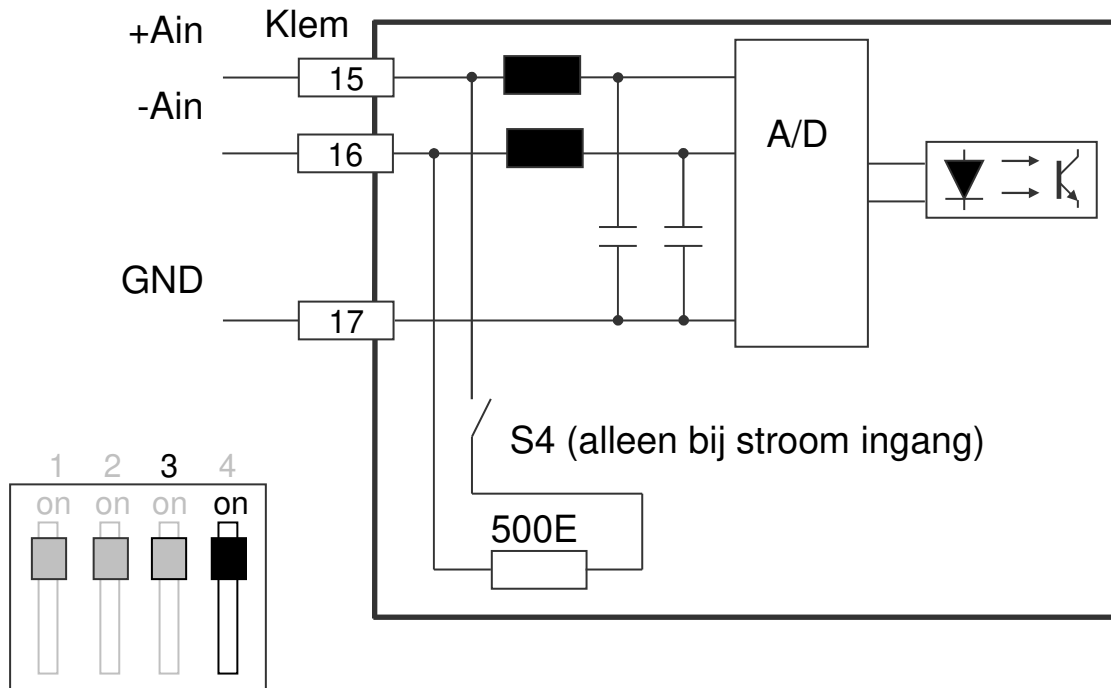 +Ain
Klem
15
-Ain
16
A/D
GND
17
S4 (alleen bij stroom ingang)
1 2 3 4
on on on on
500E